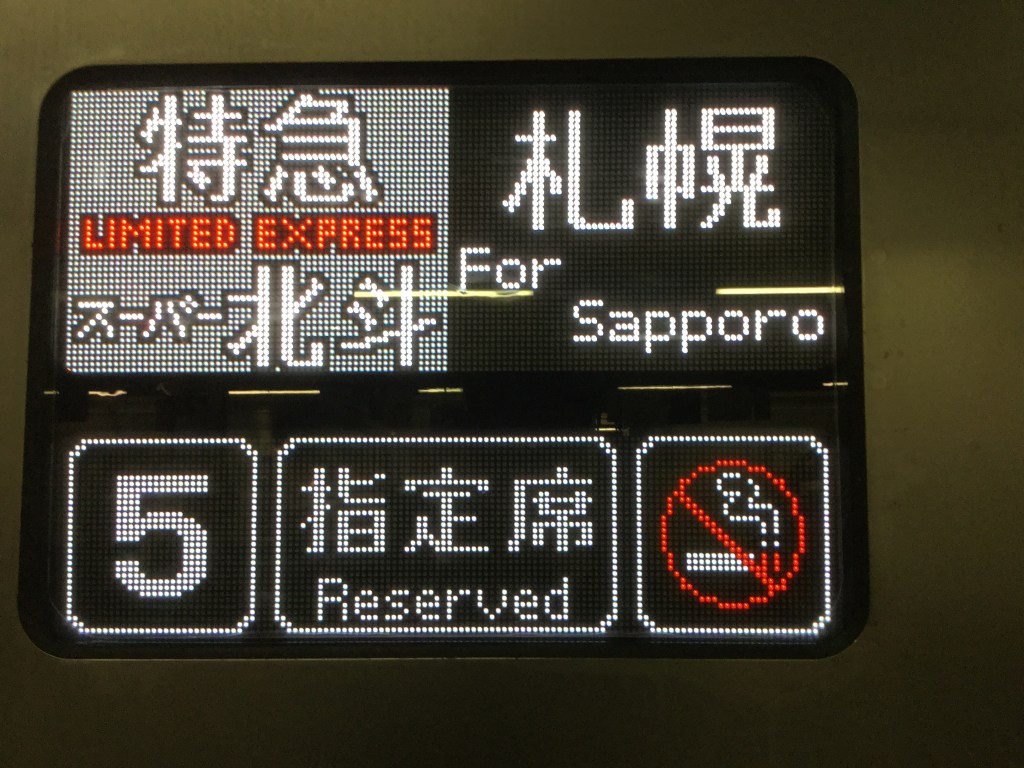 特急
LIMITED EXPRESS
スーパー北斗
札幌
For
Sapporo
5
指定席
Reserved